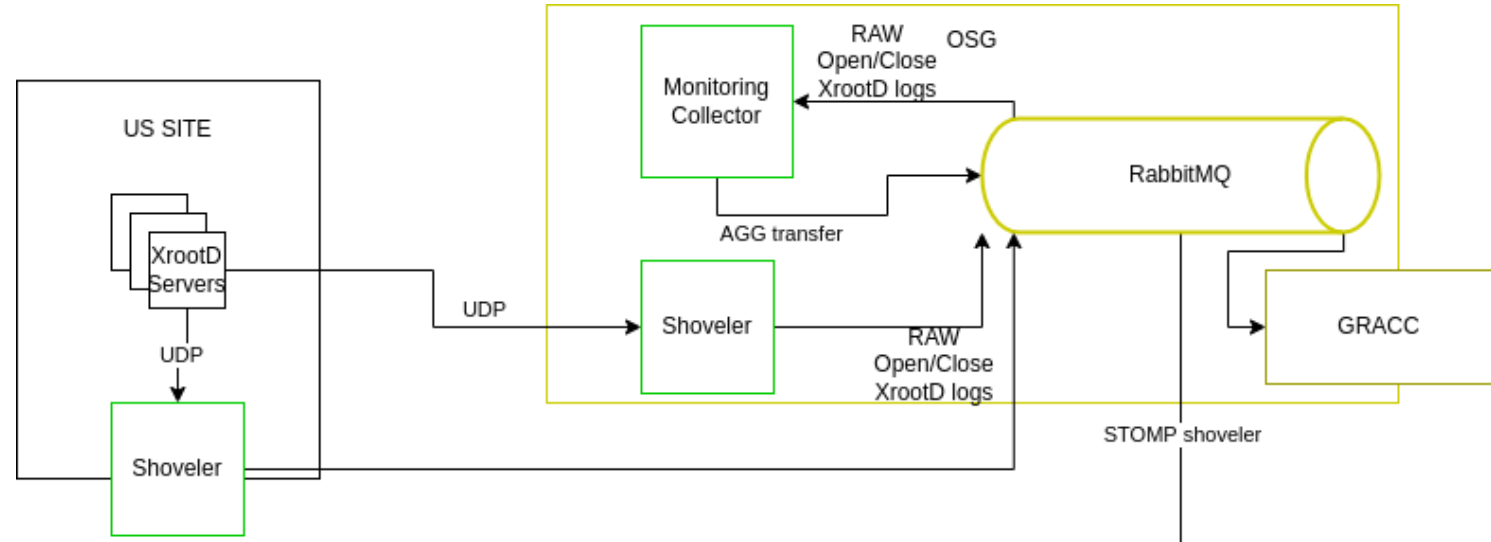 RAW
Open/Close
XrootD logs
OSG
Monitoring
Collector
US SITE
RabbitMQ
AGG transfer
XrootD
Servers
UDP
Shoveler
GRACC
RAW
Open/Close
XrootD logs
UDP
STOMP shoveler
Shoveler